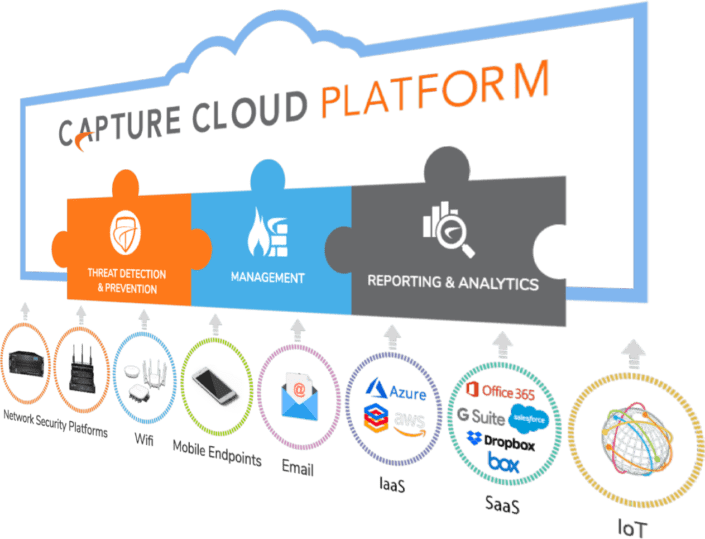 CAPTURE CLOUD PLATFORM
THREAT DETECTION
& PREVENTION
MANAGEMENT
REPORTING & ANALYTICS
Network Security Platforms
Wifi
Mobile Endpoints
@
Email
Azure
aws
IaaS
Office 365
G Suite
salesforce
Dropbox
box
SaaS
IoT